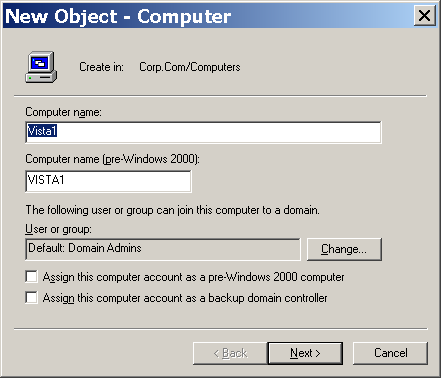 New Object - Computer
Create in: Corp.Com/Computers
Computer name:
Vista1
Computer name (pre-Windows 2000):
VISTA1
The following user or group can join this computer to a domain.
User or group:
Default: Domain Admins
Change...
Assign this computer account as a pre-Windows 2000 computer
Assign this computer account as a backup domain controller
< Back Next > Cancel